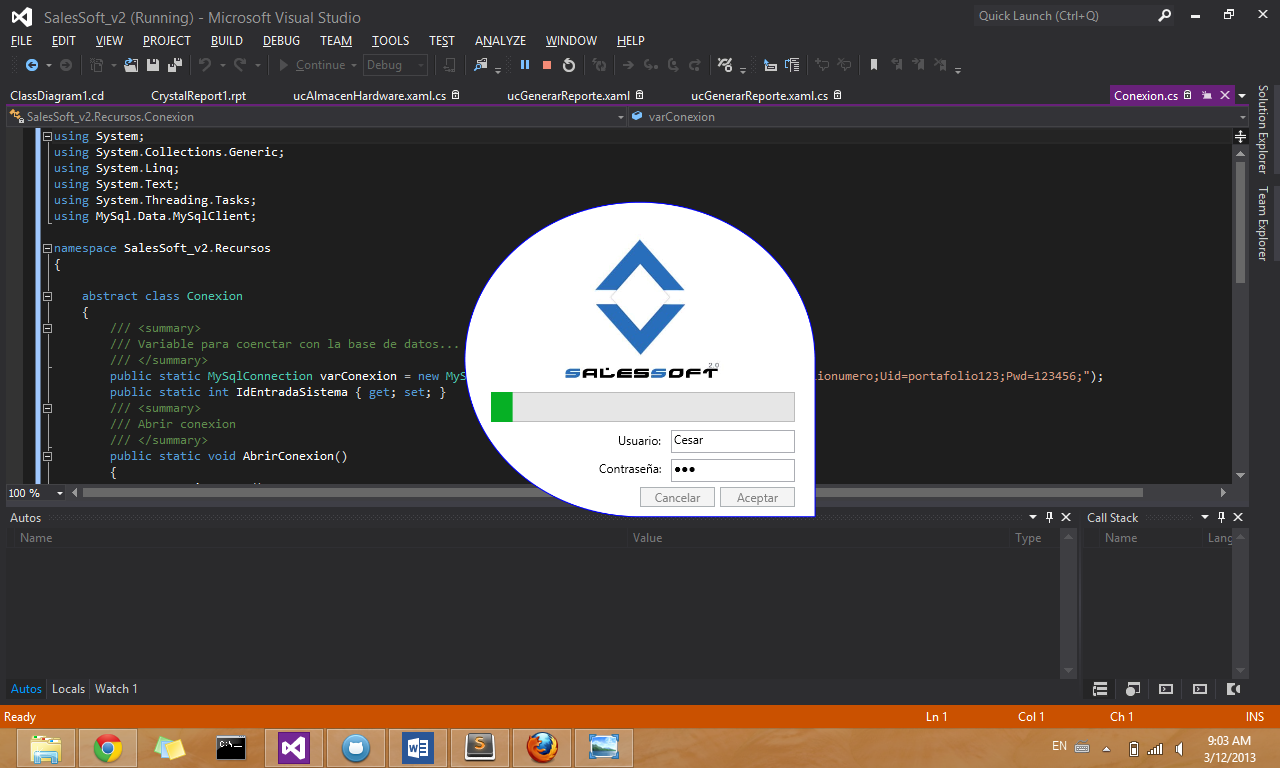 SalesSoft_v2 (Running) - Microsoft Visual Studio
Quick Launch (Ctrl+Q)
FILE EDIT VIEW PROJECT BUILD DEBUG TEAM TOOLS TEST ANALYZE WINDOW HELP
Continue Debug
ClassDiagram1.cd CrystalReport1.rpt ucAlmacenHardware.xaml.cs ucGenerarReporte.xaml ucGenerarReporte.xaml.cs Conexion.cs
SalesSoft_v2.Recursos.Conexion varConexion
Solution Explorer
Team Explorer
using System;
using System.Collections.Generic;
using System.Linq;
using System.Text;
using System.Threading.Tasks;
using MySql.Data.MySqlClient;
namespace SalesSoft_v2.Recursos
{
abstract class Conexion
{
/// <summary>
/// Variable para coenctar con la base de datos...
/// </summary>
public static MySqlConnection varConexion = new MyS lionumero;Uid=portafolio123;Pwd=123456;");
public static int IdEntradaSistema { get; set; }
/// <summary>
/// Abrir conexion
/// </summary>
public static void AbrirConexion()
{
SALESSOFT 2.0
Usuario: Cesar
Contraseña: •••
Cancelar Aceptar
100 %
Autos
Name Value Type
Call Stack
Name Lang
Autos Locals Watch 1
Ready Ln 1 Col 1 Ch 1 INS
EN
9:03 AM
3/12/2013